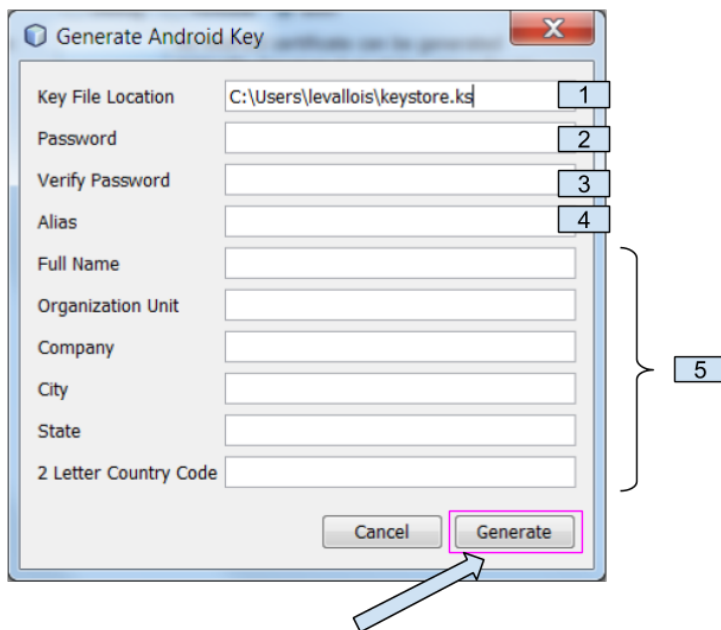 Generate Android Key
Key File Location C:\Users\levallois\keystore.ks 1
Password 2
Verify Password 3
Alias 4
Full Name
Organization Unit
Company
5
City
State
2 Letter Country Code
Cancel Generate